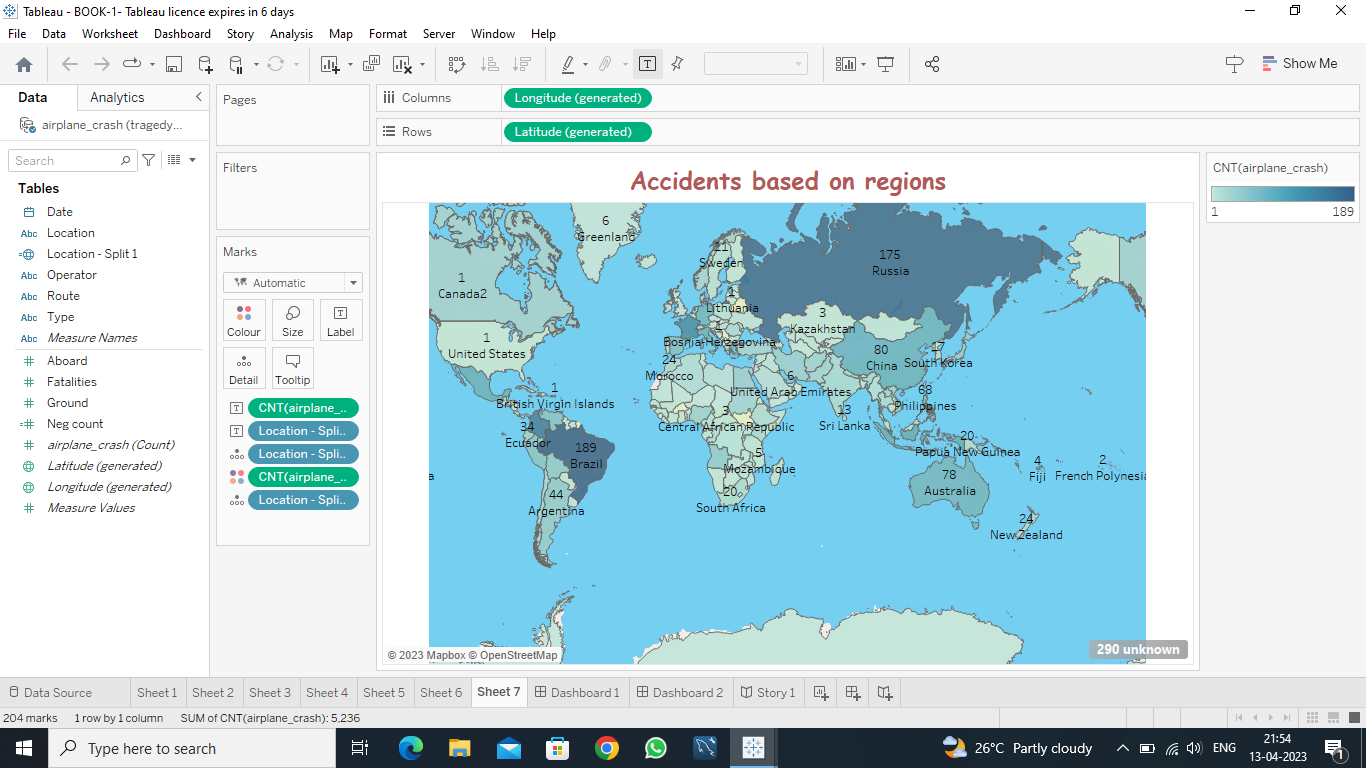 Tableau - BOOK-1- Tableau licence expires in 6 days
File Data Worksheet Dashboard Story Analysis Map Format Server Window Help
Show Me
Data Analytics
airplane_crash (tragedy...
Search
Tables
Date
Abc Location
Location - Split 1
Abc Operator
Abc Route
Abc Type
Abc Measure Names
Aboard
Fatalities
Ground
Neg count
airplane_crash (Count)
Latitude (generated)
Longitude (generated)
Measure Values
Pages
Filters
Marks
Automatic
Colour Size Label
Detail Tooltip
CNT(airplane_..
Location - Spli..
Location - Spli..
CNT(airplane_..
Location - Spli..
Columns Longitude (generated)
Rows Latitude (generated)
Accidents based on regions
6
Greenland
21
Sweden
175
Russia
1
Canada2
1
Lithuania
3
Kazakhstan
1
United States
Bosnia-Herzegovina
80
China
17
South Korea
24
Morocco
6
United Arab Emirates
1
British Virgin Islands
68
Philippines
3
Central African Republic
13
Sri Lanka
34
Ecuador
189
Brazil
20
Papua New Guinea
5
Mozambique
4
Fiji
2
French Polynesia
78
Australia
44
Argentina
20
South Africa
24
New Zealand
© 2023 Mapbox © OpenStreetMap
290 unknown
CNT(airplane_crash)
1 189
Data Source Sheet 1 Sheet 2 Sheet 3 Sheet 4 Sheet 5 Sheet 6 Sheet 7 Dashboard 1 Dashboard 2 Story 1
204 marks 1 row by 1 column SUM of CNT(airplane_crash): 5,236
Type here to search
26°C Partly cloudy
ENG
21:54
13-04-2023
1